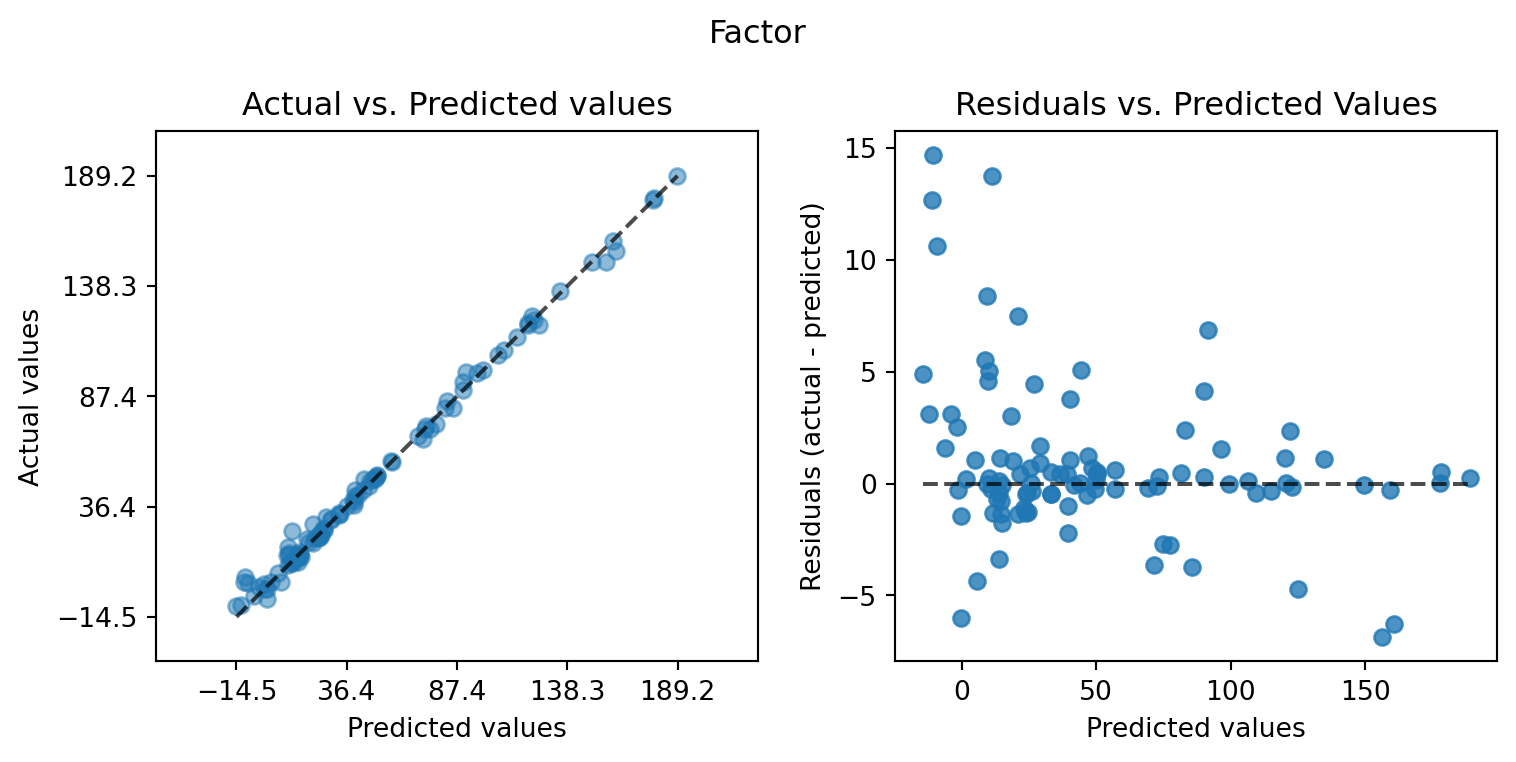 Factor
Actual vs. Predicted values
Actual values
189.2
138.3
87.4
36.4
−14.5
−14.5 36.4 87.4 138.3 189.2
Predicted values
Residuals vs. Predicted Values
Residuals (actual - predicted)
15
10
5
0
−5
0 50 100 150
Predicted values